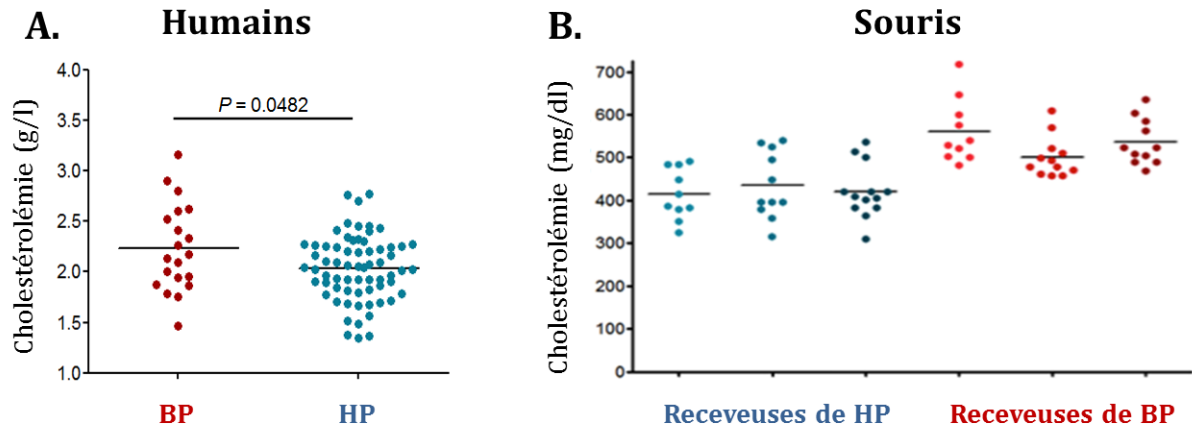 A.
Humains
Cholestérolémie (g/l)
4.0
3.5
3.0
2.5
2.0
1.5
1.0
P = 0.0482
BP
HP
B.
Souris
Cholestérolémie (mg/dl)
700
600
500
400
300
200
100
0
Receveuses de HP
Receveuses de BP